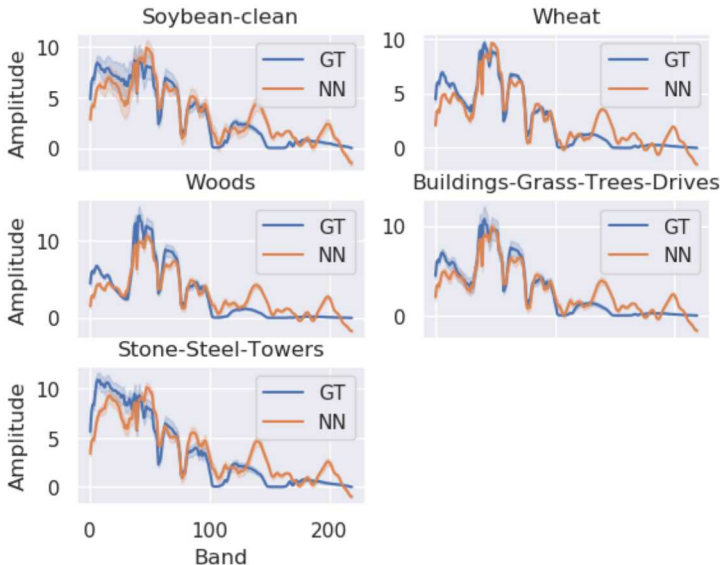 Soybean-clean
Wheat
Amplitude
10
5
0
GT
NN
10
5
0
GT
NN
Woods
Buildings-Grass-Trees-Drives
Amplitude
10
0
GT
NN
10
0
GT
NN
Stone-Steel-Towers
Amplitude
10
5
0
GT
NN
0 100 200
Band